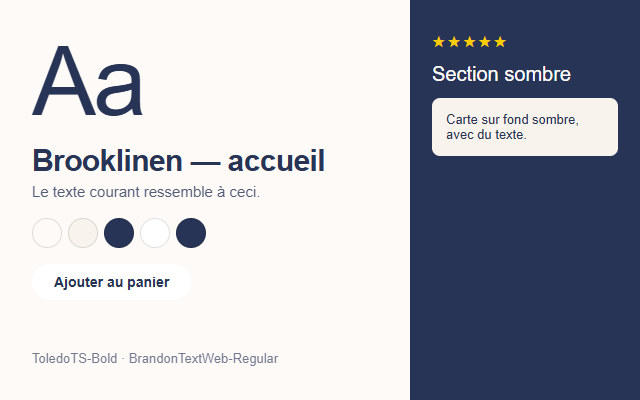 Aa
Brooklinen — accueil
Le texte courant ressemble à ceci.
Ajouter au panier
ToledoTS-Bold · BrandonTextWeb-Regular
★★★★★
Section sombre
Carte sur fond sombre,
avec du texte.